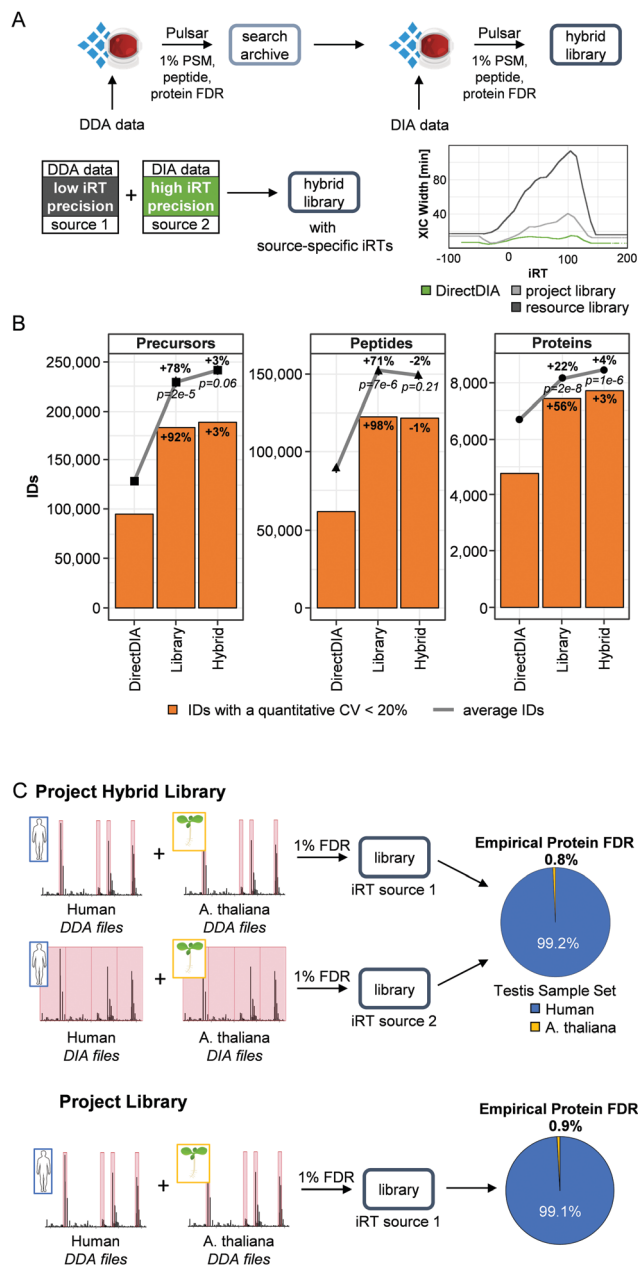 A
Pulsar
1% PSM,
peptide,
protein FDR
search
archive
Pulsar
1% PSM,
peptide,
protein FDR
hybrid
library
DDA data
DIA data
DDA data
low iRT
precision
source 1
+
DIA data
high iRT
precision
source 2
hybrid
library
with
source-specific iRTs
XIC Width [min]
80
40
-100
0
100
200
iRT
DirectDIA
project library
resource library
B
Precursors
Peptides
Proteins
IDs
250,000
200,000
150,000
100,000
50,000
0
+78%
p=2e-5
+3%
p=0.06
+92%
+3%
150,000
100,000
50,000
0
+71%
p=7e-6
-2%
p=0.21
+98%
-1%
8,000
6,000
4,000
2,000
0
+22%
p=2e-8
+4%
p=1e-6
+56%
+3%
DirectDIA
Library
Hybrid
DirectDIA
Library
Hybrid
DirectDIA
Library
Hybrid
IDs with a quantitative CV < 20%
average IDs
C
Project Hybrid Library
+
1% FDR
library
iRT source 1
Human
DDA files
A. thaliana
DDA files
+
1% FDR
library
iRT source 2
Human
DIA files
A. thaliana
DIA files
Empirical Protein FDR
0.8%
99.2%
Testis Sample Set
Human
A. thaliana
Project Library
+
1% FDR
library
iRT source 1
Human
DDA files
A. thaliana
DDA files
Empirical Protein FDR
0.9%
99.1%